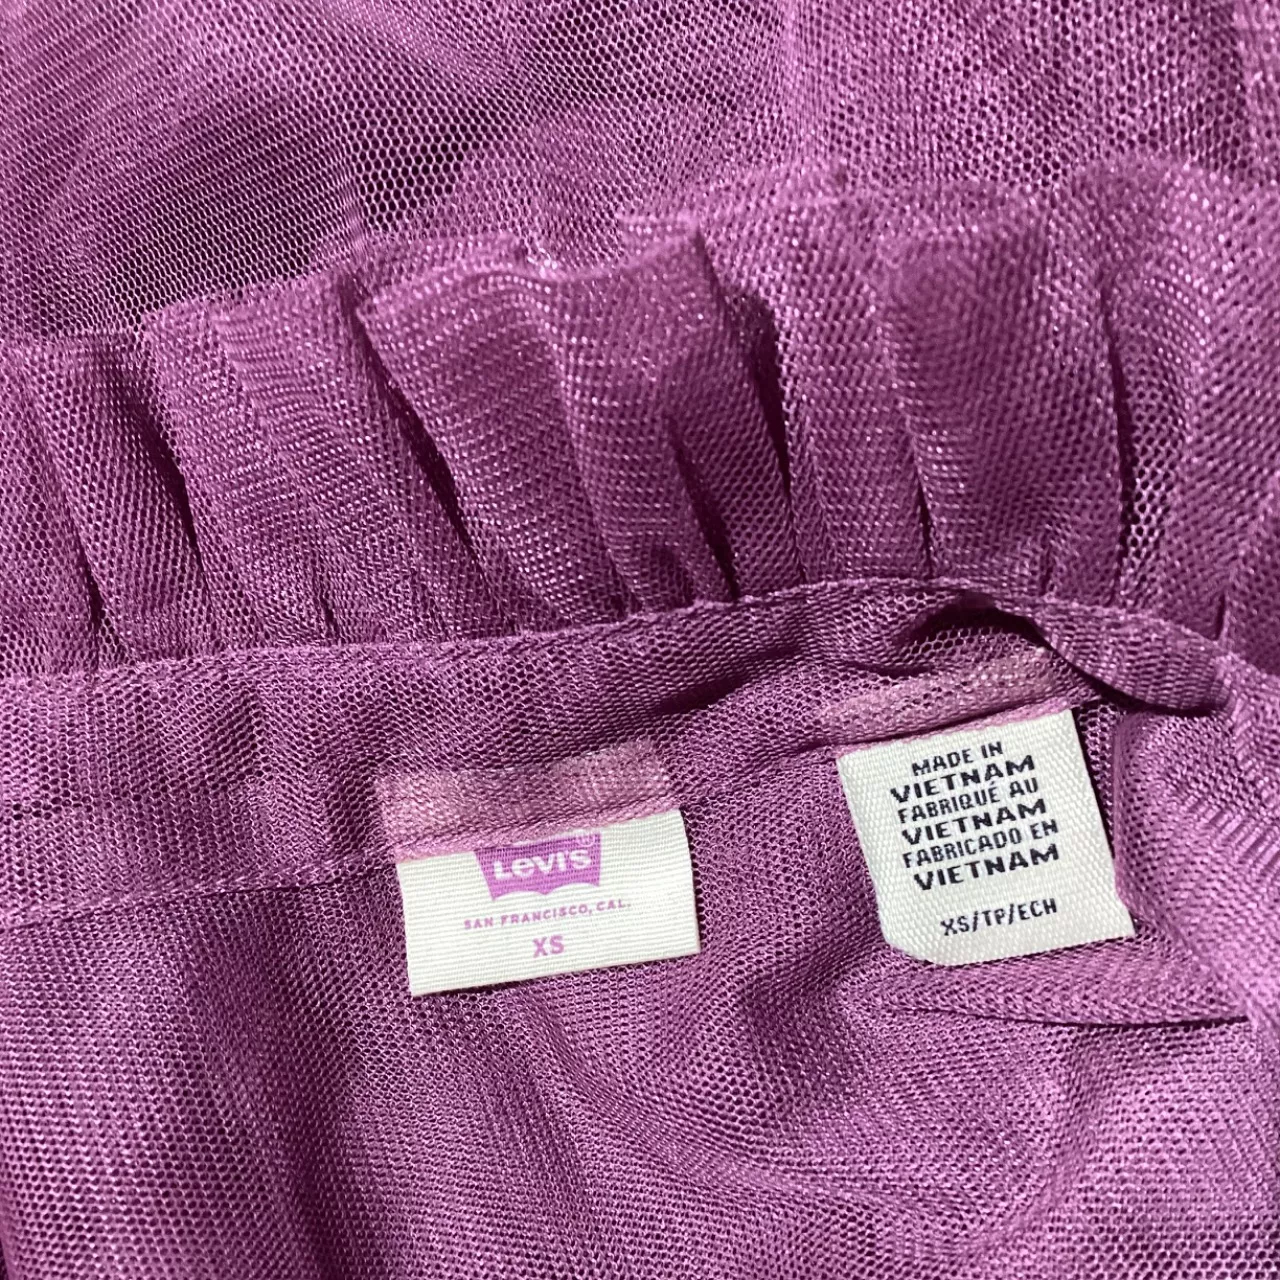 LEVI'S
SAN FRANCISCO, CAL.
XS
MADE IN
VIETNAM
FABRIQUÉ AU
VIETNAM
FABRICADO EN
VIETNAM
XS/TP/ECH